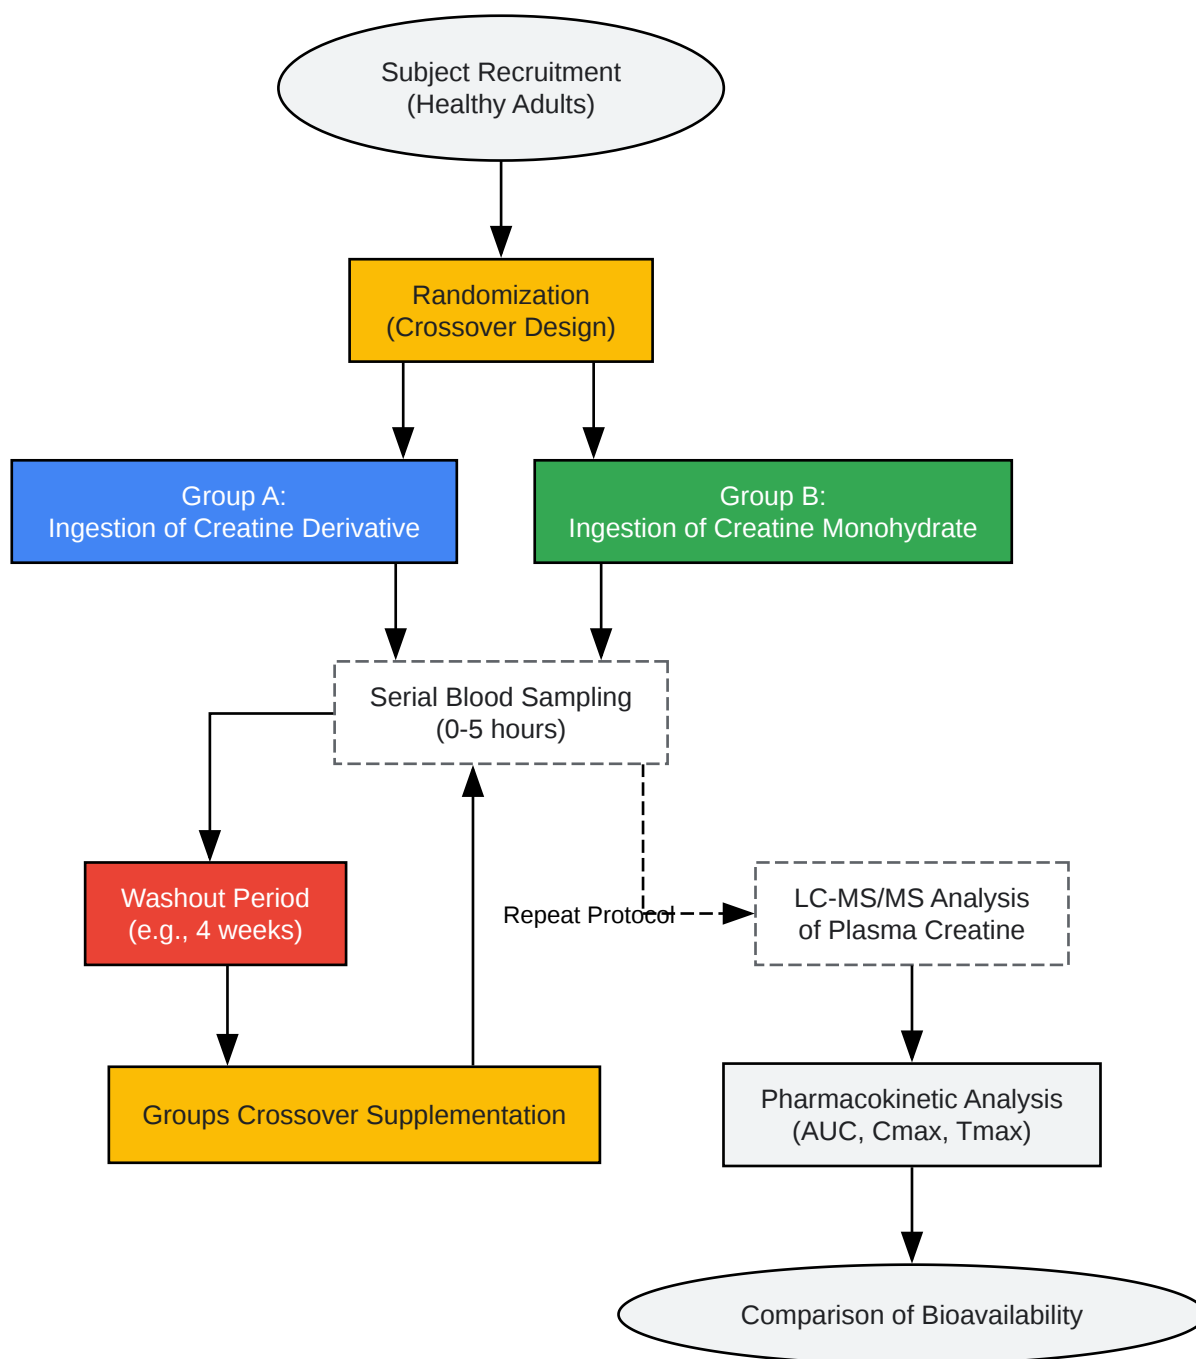 Subject Recruitment
(Healthy Adults)
Randomization
(Crossover Design)
Group A:
Ingestion of Creatine Derivative
Group B:
Ingestion of Creatine Monohydrate
Serial Blood Sampling
(0-5 hours)
Washout Period
(e.g., 4 weeks)
Repeat Protocol
LC-MS/MS Analysis
of Plasma Creatine
Groups Crossover Supplementation
Pharmacokinetic Analysis
(AUC, Cmax, Tmax)
Comparison of Bioavailability